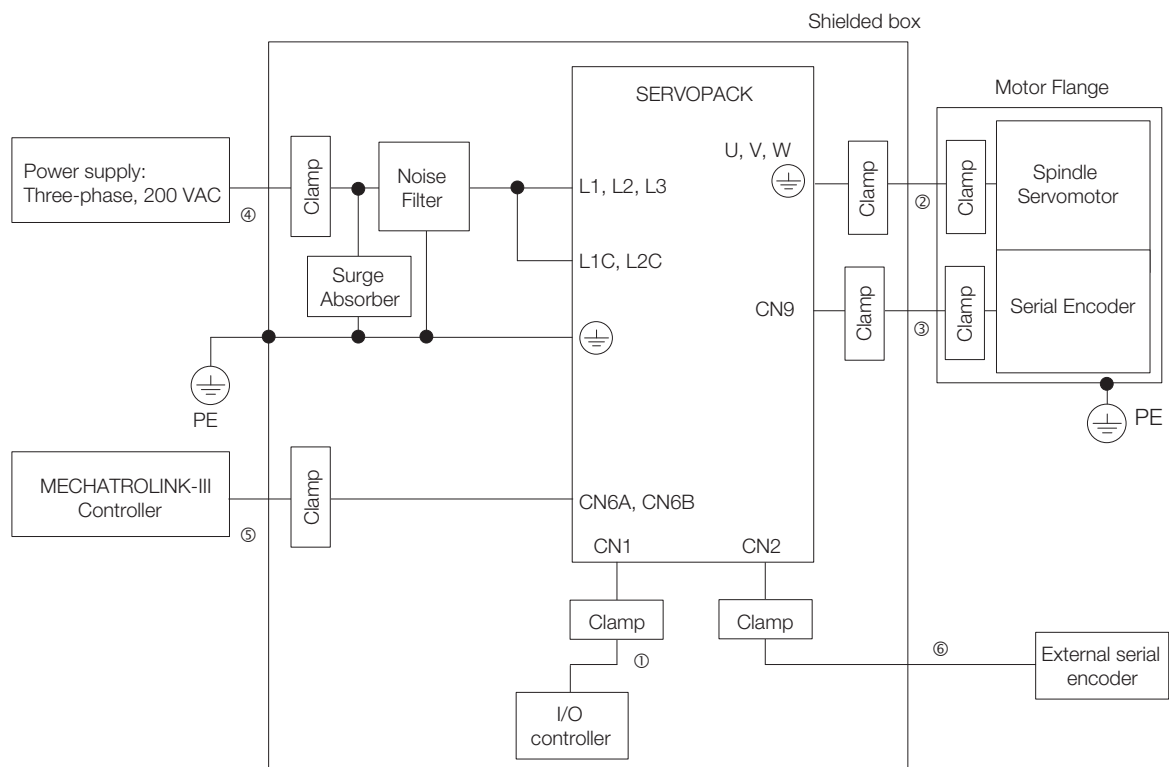 Shielded box
SERVOPACK
Motor Flange
Power supply:
Three-phase, 200 VAC
Clamp
Noise
Filter
L1, L2, L3
U, V, W
Clamp
②
Clamp
Spindle
Servomotor
④
Surge
Absorber
L1C, L2C
CN9
Clamp
③
Clamp
Serial Encoder
PE
PE
MECHATROLINK-III
Controller
⑤
Clamp
CN6A, CN6B
CN1
CN2
Clamp
Clamp
①
⑥
I/O
controller
External serial
encoder